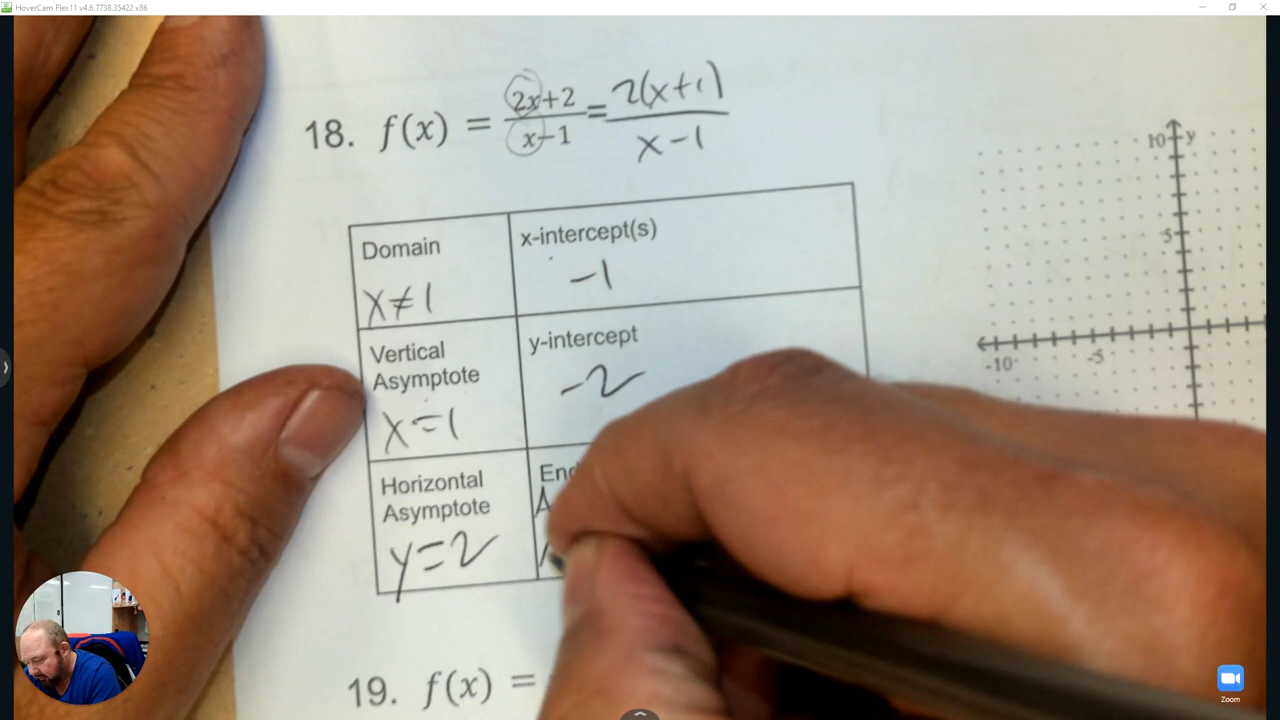 HoverCam Flex11 v4.6.7738.35422 x86
18. f(x) = 2x+2 / x-1 = 2(x+1) / x-1
Domain
x≠1
x-intercept(s)
-1
Vertical
Asymptote
x=1
y-intercept
-2
Horizontal
Asymptote
y=2
10
y
5
-10
-5
19. f(x) =
Zoom